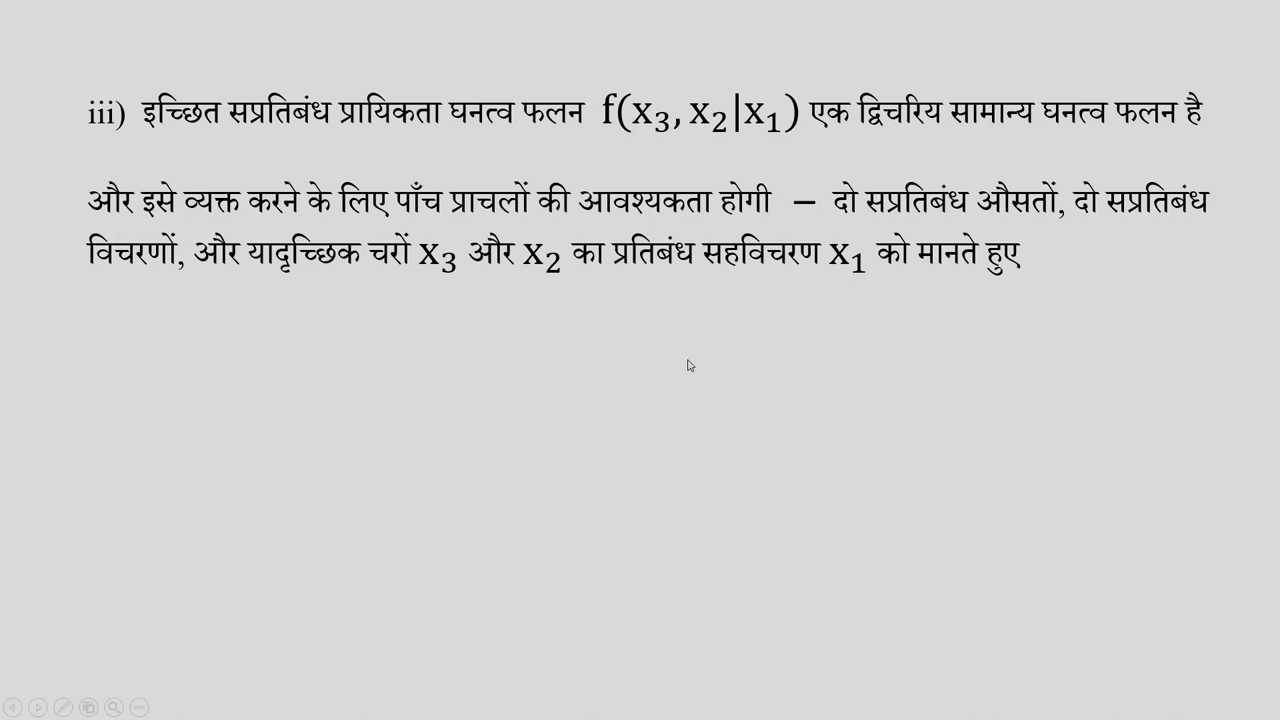 iii) इच्छित सप्रतिबंध प्रायिकता घनत्व फलन f(x₃, x₂|x₁) एक द्विचरिय सामान्य घनत्व फलन है
और इसे व्यक्त करने के लिए पाँच प्राचलों की आवश्यकता होगी – दो सप्रतिबंध औसतों, दो सप्रतिबंध
विचरणों, और यादृच्छिक चरों x₃ और x₂ का प्रतिबंध सहविचरण x₁ को मानते हुए